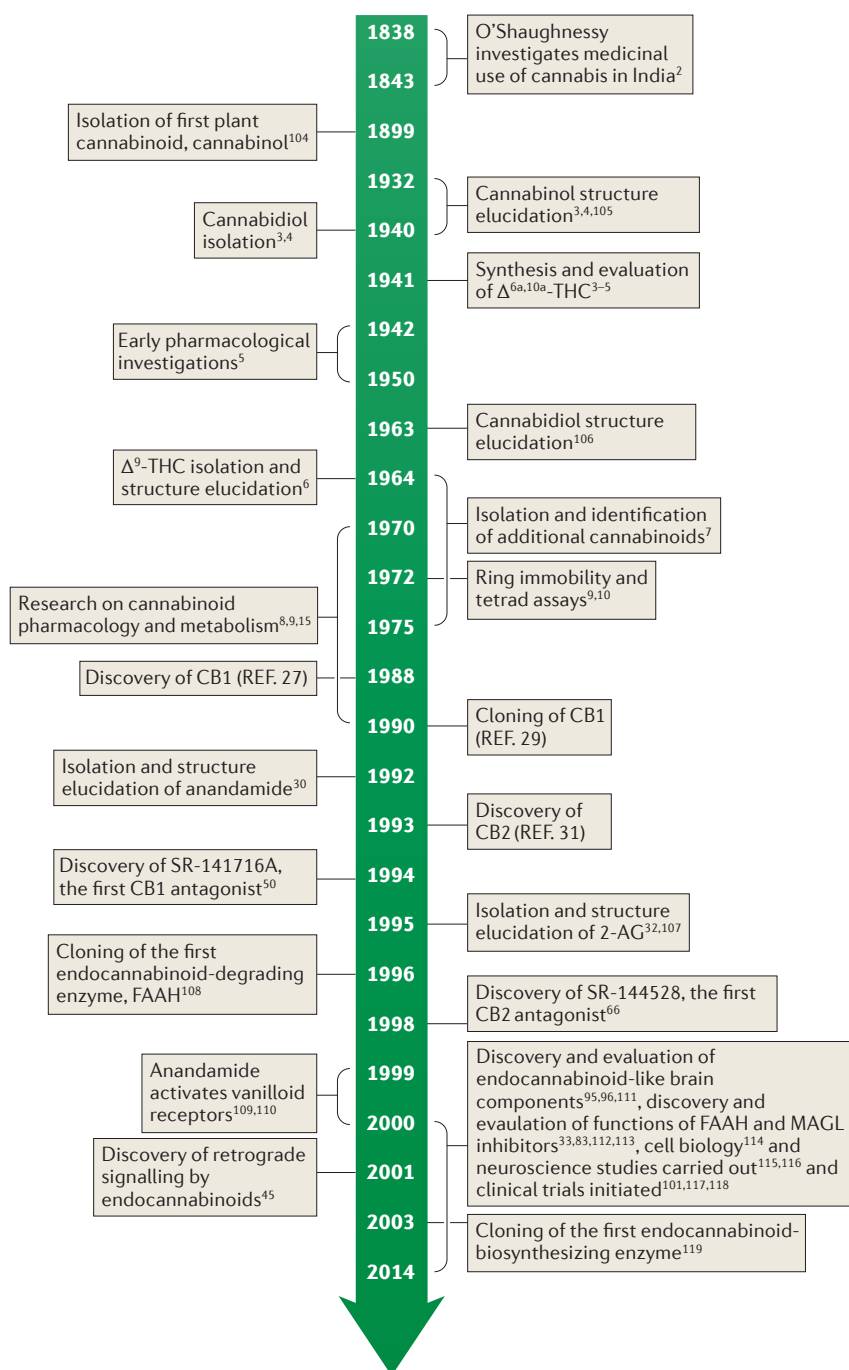 1838
O’Shaughnessy
investigates medicinal
use of cannabis in India²
1843
Isolation of first plant
cannabinoid, cannabinol¹⁰⁴
1899
1932
Cannabinol structure
elucidation³,⁴,¹⁰⁵
Cannabidiol
isolation³,⁴
1940
1941
Synthesis and evaluation
of Δ⁶ᵃ,¹⁰ᵃ-THC³⁻⁵
1942
Early pharmacological
investigations⁵
1950
1963
Cannabidiol structure
elucidation¹⁰⁶
Δ⁹-THC isolation and
structure elucidation⁶
1964
Isolation and identification
of additional cannabinoids⁷
1970
1972
Ring immobility and
tetrad assays⁹,¹⁰
Research on cannabinoid
pharmacology and metabolism⁸,⁹,¹⁵
1975
Discovery of CB1 (REF. 27)
1988
1990
Cloning of CB1
(REF. 29)
Isolation and structure
elucidation of anandamide³⁰
1992
1993
Discovery of
CB2 (REF. 31)
Discovery of SR-141716A,
the first CB1 antagonist⁵⁰
1994
1995
Isolation and structure
elucidation of 2-AG³²,¹⁰⁷
Cloning of the first
endocannabinoid-degrading
enzyme, FAAH¹⁰⁸
1996
1998
Discovery of SR-144528, the first
CB2 antagonist⁶⁶
Anandamide
activates vanilloid
receptors¹⁰⁹,¹¹⁰
1999
2000
Discovery and evaluation of
endocannabinoid-like brain
components⁹⁵,⁹⁶,¹¹¹, discovery and
evaulation of functions of FAAH and MAGL
inhibitors³³,⁸³,¹¹²,¹¹³, cell biology¹¹⁴ and
neuroscience studies carried out¹¹⁵,¹¹⁶ and
clinical trials initiated¹⁰¹,¹¹⁷,¹¹⁸
Discovery of retrograde
signalling by
endocannabinoids⁴⁵
2001
2003
Cloning of the first endocannabinoid-
biosynthesizing enzyme¹¹⁹
2014